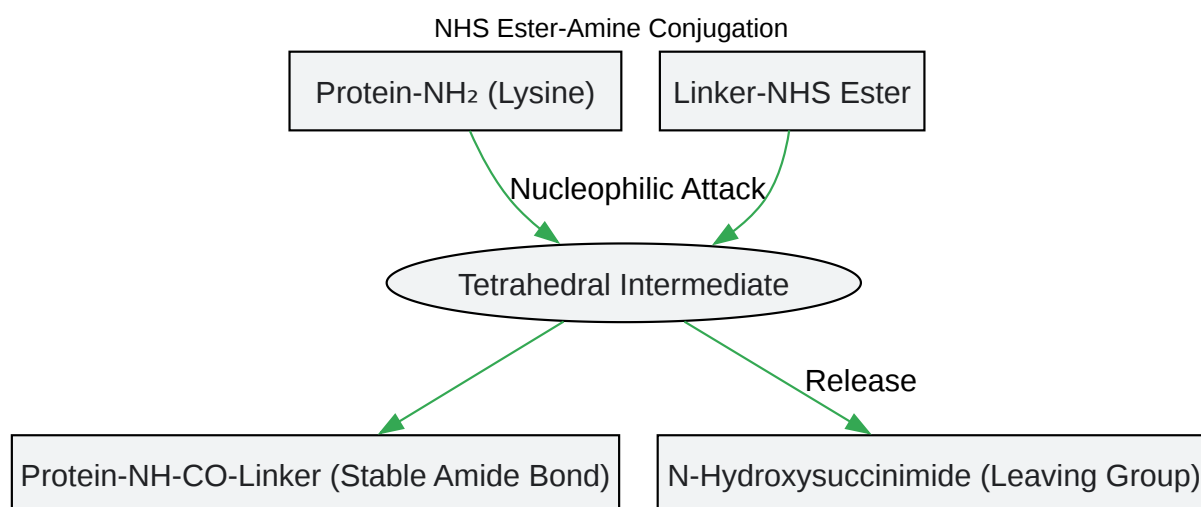 NHS Ester-Amine Conjugation
Protein-NH₂ (Lysine)
Linker-NHS Ester
Nucleophilic Attack
Tetrahedral Intermediate
Release
Protein-NH-CO-Linker (Stable Amide Bond)
N-Hydroxysuccinimide (Leaving Group)